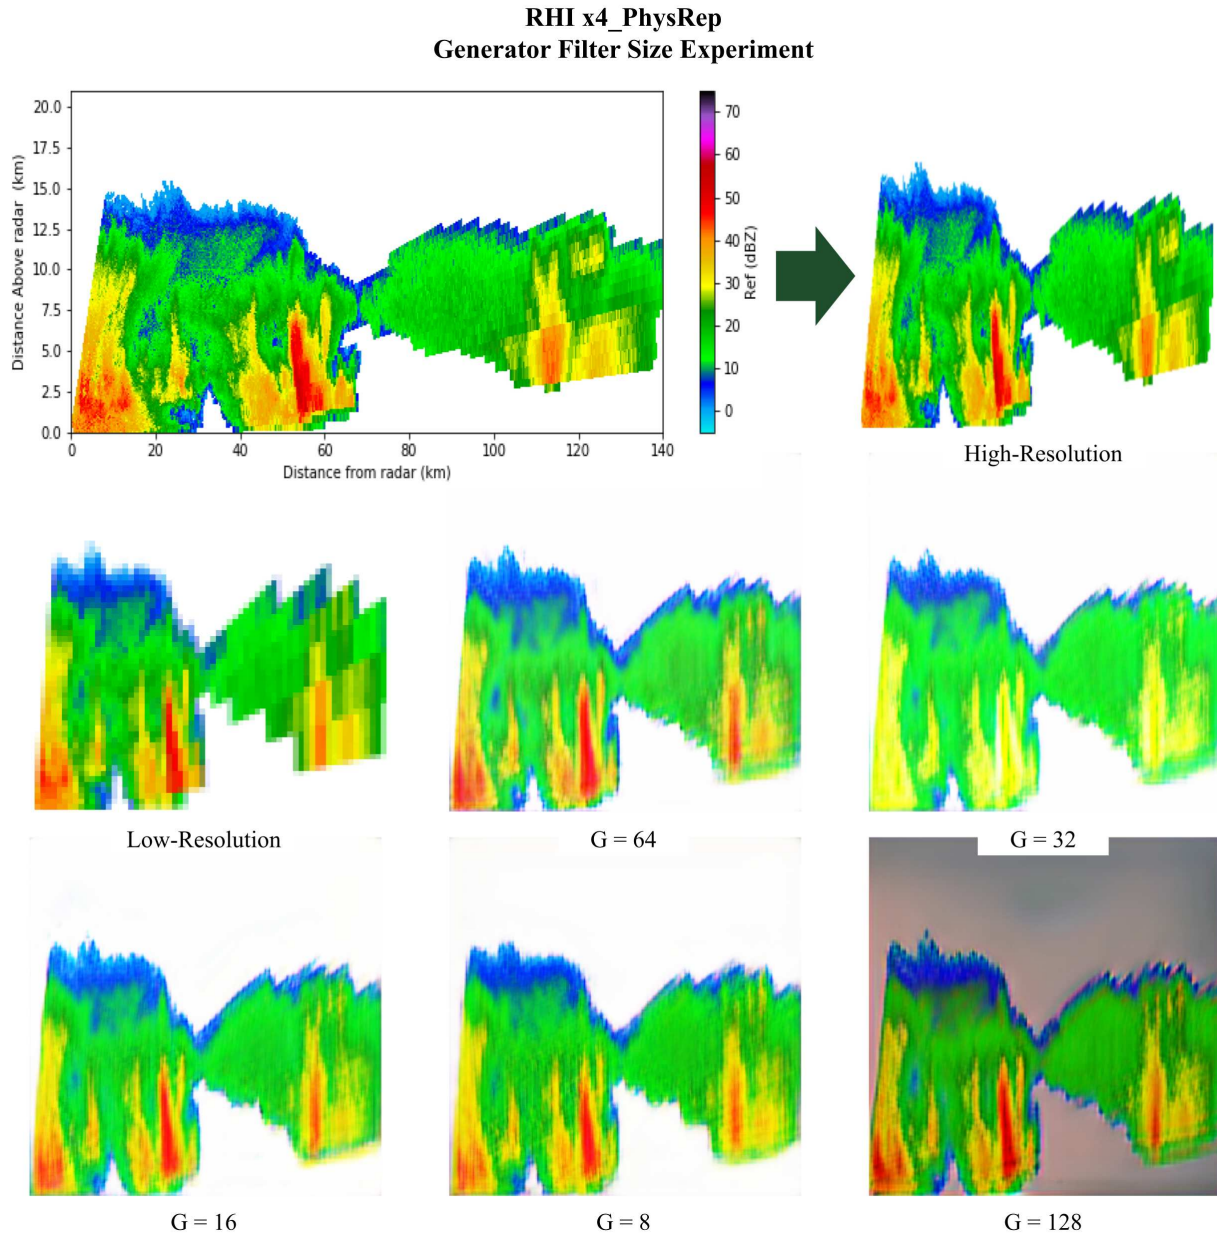 RHI x4_PhysRep
Generator Filter Size Experiment
20.0
17.5
15.0
12.5
10.0
7.5
5.0
2.5
0.0
Distance Above radar (km)
0 20 40 60 80 100 120 140
Distance from radar (km)
70
60
50
40
30
20
10
0
Ref (dBZ)
High-Resolution
Low-Resolution
G = 64
G = 32
G = 16
G = 8
G = 128